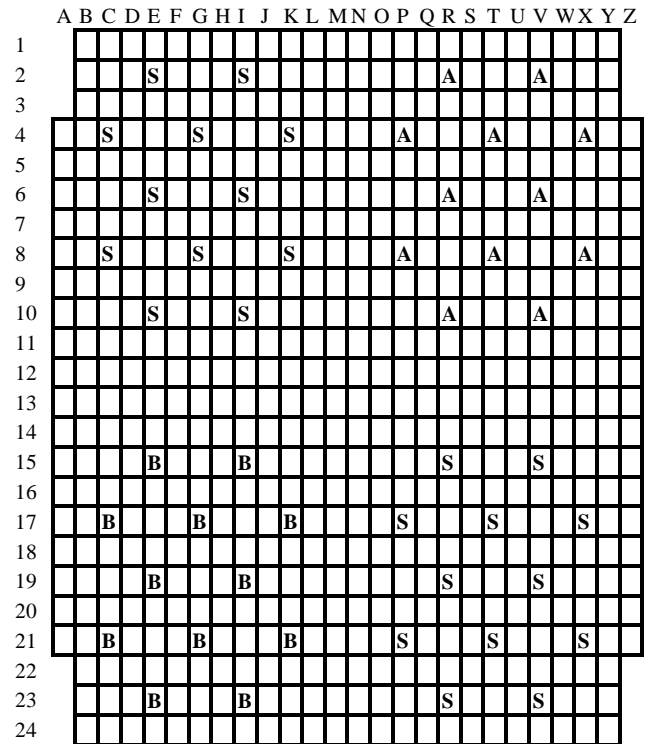 A B C D E F G H I J K L M N O P Q R S T U V W X Y Z
1
2 S S A A
3
4 S S S A A A
5
6 S S A A
7
8 S S S A A A
9
10 S S A A
11
12
13
14
15 B B S S
16
17 B B B S S S
18
19 B B S S
20
21 B B B S S S
22
23 B B S S
24